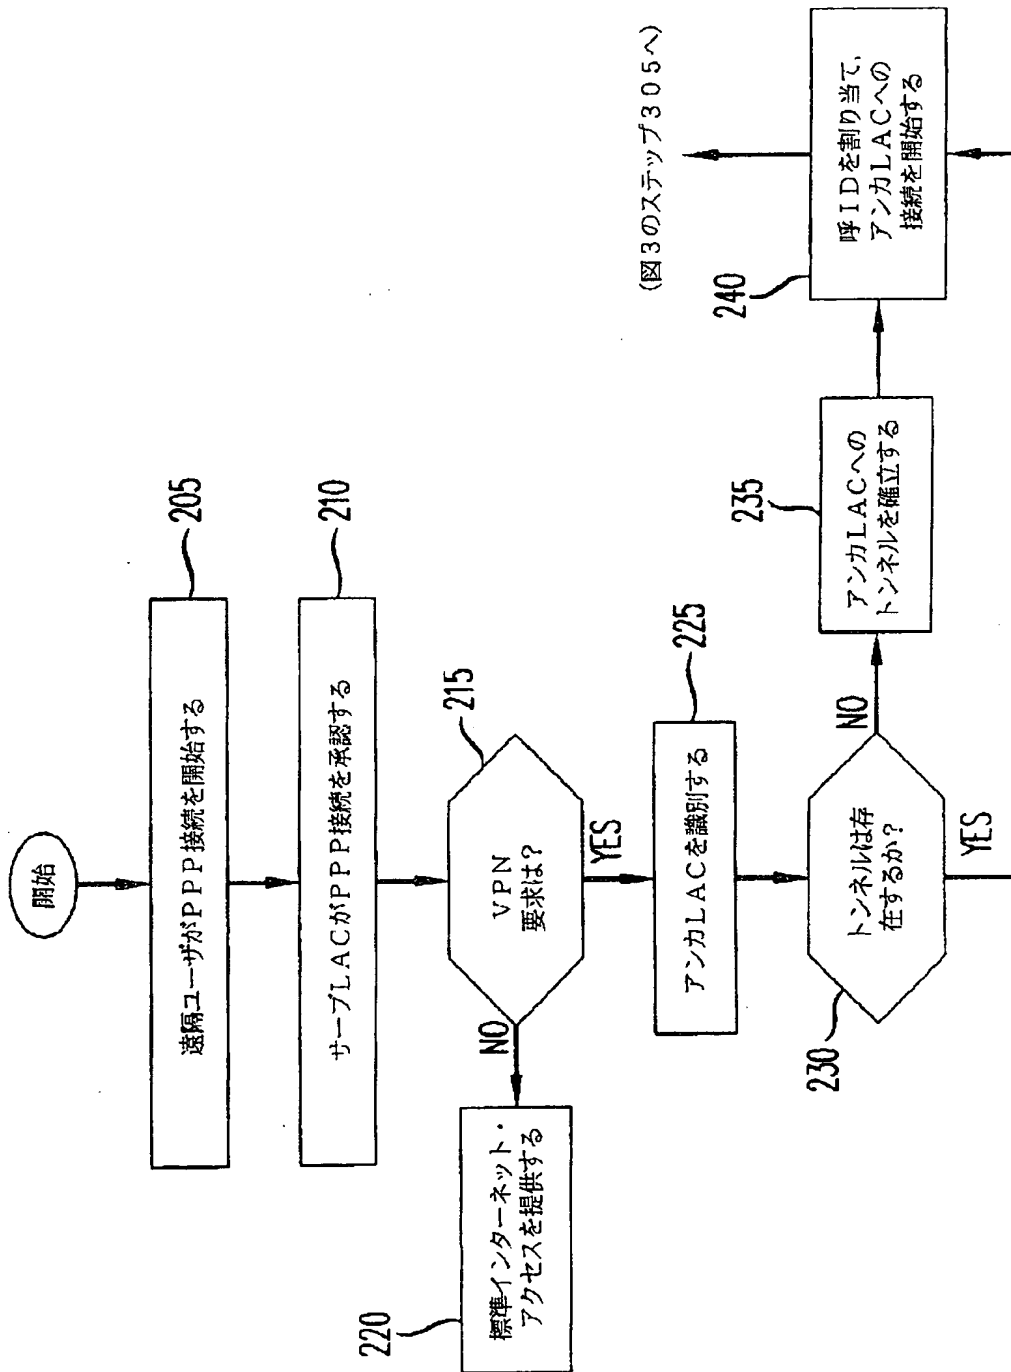 開始
遠隔ユーザがPPP接続を開始する
205
サーブLACがPPP接続を承認する
210
VPN
要求は?
215
NO
YES
標準インターネット・
アクセスを提供する
220
アンカLACを識別する
225
トンネルは存
在するか?
230
NO
YES
アンカLACへの
トンネルを確立する
235
呼IDを割り当て、
アンカLACへの
接続を開始する
240
(図3のステップ305へ)